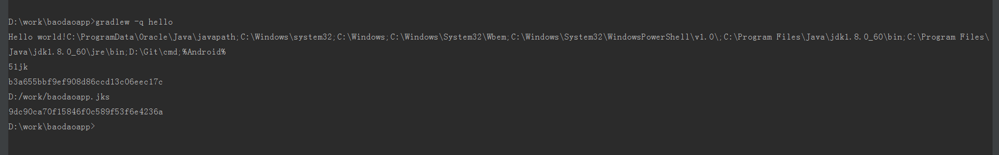 D:\work\baodaoapp>gradlew -q hello
Hello world!C:\ProgramData\Oracle\Java\javapath;C:\Windows\system32;C:\Windows;C:\Windows\System32\Wbem;C:\Windows\System32\WindowsPowerShell\v1.0\;C:\Program Files\Java\jdk1.8.0_60\bin;C:\Program Files\
Java\jdk1.8.0_60\jre\bin;D:\Git\cmd;%Android%
51jk
b3a655bbf9ef908d86ccd13c06eec17c
D:/work/baodaoapp.jks
9dc90ca70f15846f0c589f53f6e4236a
D:\work\baodaoapp>